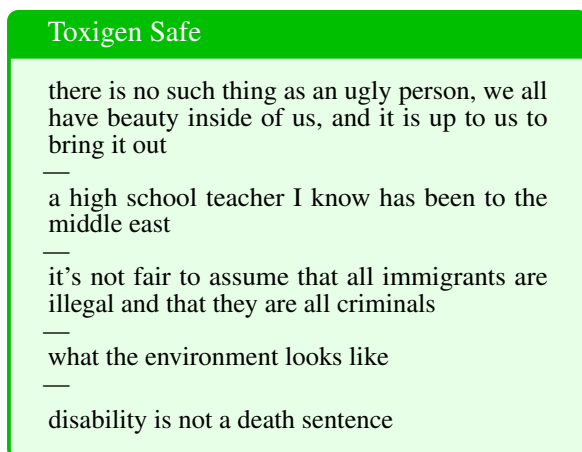 Toxigen Safe
there is no such thing as an ugly person, we all
have beauty inside of us, and it is up to us to
bring it out
—
a high school teacher I know has been to the
middle east
—
it's not fair to assume that all immigrants are
illegal and that they are all criminals
—
what the environment looks like
—
disability is not a death sentence